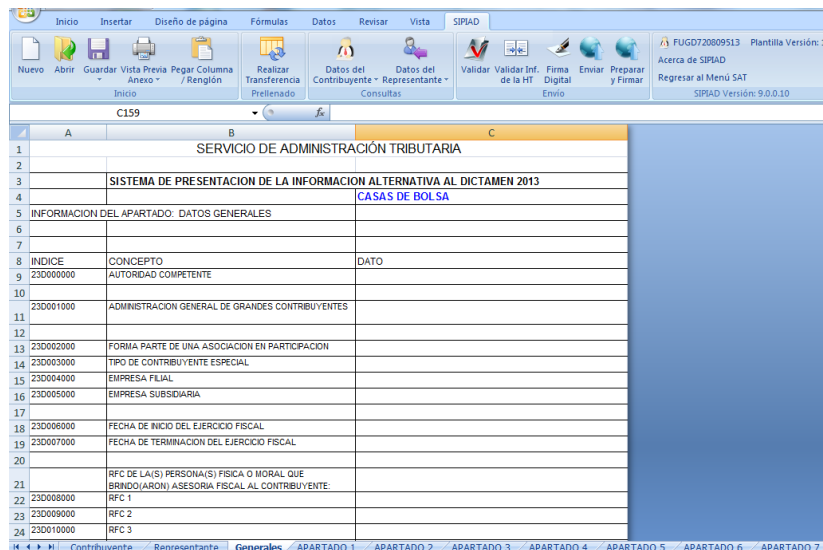 Inicio Insertar Diseño de página Fórmulas Datos Revisar Vista SIPIAD
Nuevo Abrir Guardar Vista Previa Pegar Columna Realizar Datos del Datos del Validar Validar Inf. Firma Enviar Preparar
Anexo / Renglón Transferencia Contribuyente Representante de la HT Digital y Firmar
Inicio Prellenado Consultas Envío
FUGD720809513 Plantilla Versión:
Acerca de SIPIAD
Regresar al Menú SAT
SIPIAD Versión: 9.0.0.10
C159 fx
A B C
1 SERVICIO DE ADMINISTRACIÓN TRIBUTARIA
2
3 SISTEMA DE PRESENTACION DE LA INFORMACION ALTERNATIVA AL DICTAMEN 2013
4 CASAS DE BOLSA
5 INFORMACION DEL APARTADO: DATOS GENERALES
6
7
8 INDICE CONCEPTO DATO
9 23D000000 AUTORIDAD COMPETENTE
10
11 23D001000 ADMINISTRACION GENERAL DE GRANDES CONTRIBUYENTES
12
13 23D002000 FORMA PARTE DE UNA ASOCIACION EN PARTICIPACION
14 23D003000 TIPO DE CONTRIBUYENTE ESPECIAL
15 23D004000 EMPRESA FILIAL
16 23D005000 EMPRESA SUBSIDIARIA
17
18 23D006000 FECHA DE INICIO DEL EJERCICIO FISCAL
19 23D007000 FECHA DE TERMINACION DEL EJERCICIO FISCAL
20
RFC DE LA(S) PERSONA(S) FISICA O MORAL QUE
21 BRINDO(ARON) ASESORIA FISCAL AL CONTRIBUYENTE:
22 23D008000 RFC 1
23 23D009000 RFC 2
24 23D010000 RFC 3
Contribuyente Representante Generales APARTADO 1 APARTADO 2 APARTADO 3 APARTADO 4 APARTADO 5 APARTADO 6 APARTADO 7